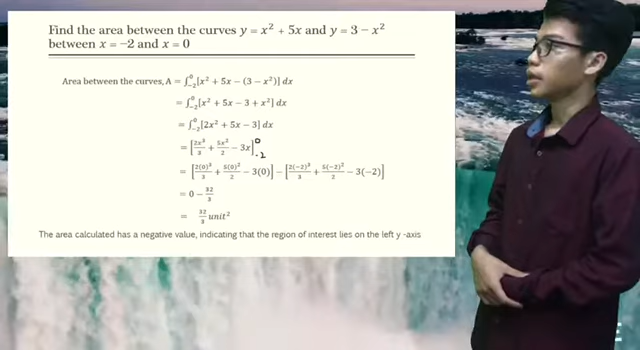 Find the area between the curves y = x² + 5x and y = 3 − x²
between x = −2 and x = 0
Area between the curves, A = ∫₋₂⁰[x² + 5x − (3 − x²)] dx
= ∫₋₂⁰[x² + 5x − 3 + x²] dx
= ∫₋₂⁰[2x² + 5x − 3] dx
= [2x³/3 + 5x²/2 − 3x]⁰₋₂
= [2(0)³/3 + 5(0)²/2 − 3(0)] − [2(−2)³/3 + 5(−2)²/2 − 3(−2)]
= 0 − 32/3
= 32/3 unit²
The area calculated has a negative value, indicating that the region of interest lies on the left y -axis
E